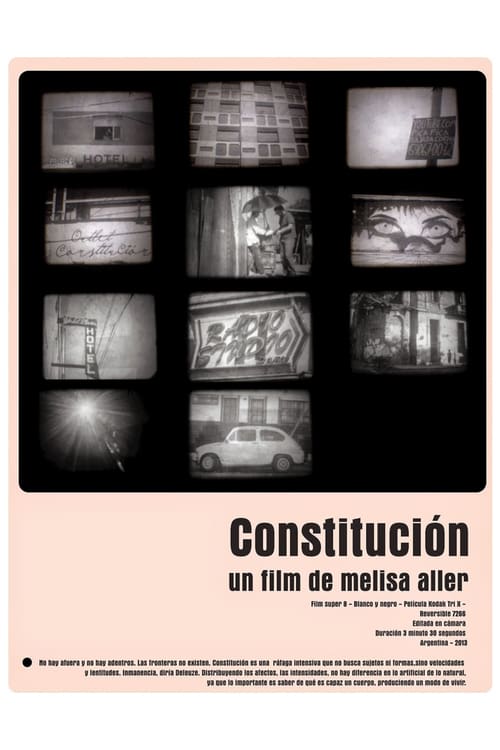 HOTEL
Outlet
Constitución
HOTEL
RADIO
STUDIO
Constitución
un film de melisa aller
Film super 8 – Blanco y negro – Película Kodak Tri X –
Reversible 7266
Editada en cámara
Duración 3 minuto 30 segundos
Argentina – 2013
No hay afuera y no hay adentros. Las fronteras no existen. Constitución es una ráfaga intensiva que no busca sujetos ni formas,sino velocidades
y lentitudes. Inmanencia, diría Deleuze. Distribuyendo los afectos, las intensidades, no hay diferencia en lo artificial de lo natural,
ya que lo importante es saber de qué es capaz un cuerpo, produciendo un modo de vivir.